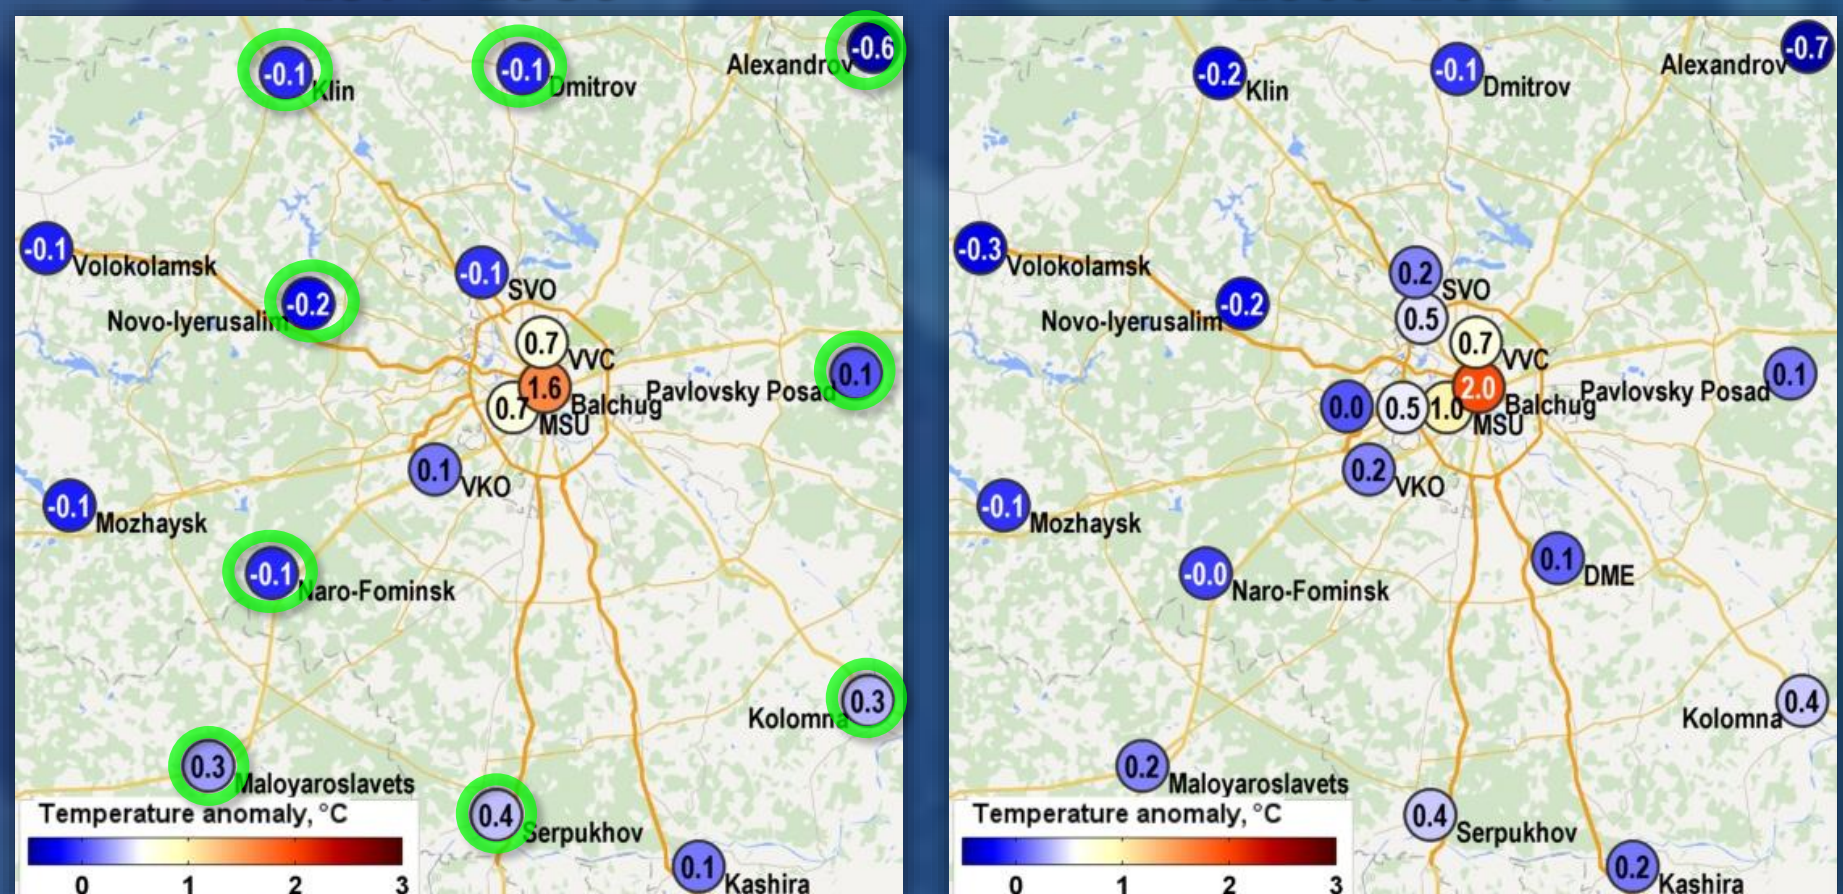 -0.1
Klin
-0.1
Dmitrov
-0.6
Alexandrov
-0.1
Volokolamsk
-0.2
Novo-Iyerusalim
-0.1
SVO
0.7
VVC
1.6
Balchug
0.7
MSU
0.1
Pavlovsky Posad
0.1
VKO
-0.1
Mozhaysk
-0.1
Naro-Fominsk
0.3
Kolomna
0.3
Maloyaroslavets
0.4
Serpukhov
0.1
Kashira
Temperature anomaly, °C
0 1 2 3
-0.2
Klin
-0.1
Dmitrov
-0.7
Alexandrov
-0.3
Volokolamsk
-0.2
Novo-Iyerusalim
0.2
SVO
0.5
0.7
VVC
2.0
Balchug
0.0
0.5
1.0
MSU
0.1
Pavlovsky Posad
0.2
VKO
-0.1
Mozhaysk
-0.0
Naro-Fominsk
0.1
DME
0.4
Kolomna
0.2
Maloyaroslavets
0.4
Serpukhov
0.2
Kashira
Temperature anomaly, °C
0 1 2 3